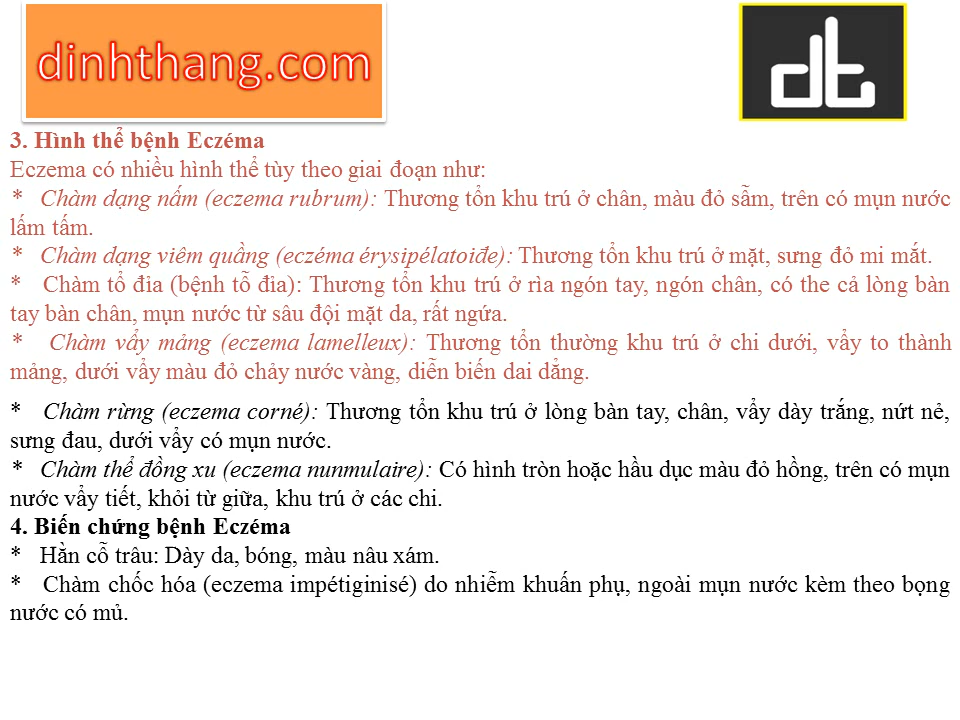 dinhthang.com
dt
3. Hình thể bệnh Eczéma
Eczema có nhiều hình thể tùy theo giai đoạn như:
* Chàm dạng nấm (eczema rubrum): Thương tổn khu trú ở chân, màu đỏ sẫm, trên có mụn nước
lấm tấm.
* Chàm dạng viêm quầng (eczéma érysipélatoiđe): Thương tổn khu trú ở mặt, sưng đỏ mi mắt.
* Chàm tổ đìa (bệnh tỗ đỉa): Thương tổn khu trú ở rìa ngón tay, ngón chân, có the cả lòng bàn
tay bàn chân, mụn nước từ sâu đội mặt da, rất ngứa.
* Chàm vẩy mảng (eczema lamelleux): Thương tổn thường khu trú ở chi dưới, vẩy to thành
mảng, dưới vẩy màu đỏ chảy nước vàng, diễn biến dai dẳng.
* Chàm rừng (eczema corné): Thương tổn khu trú ở lòng bàn tay, chân, vẩy dày trắng, nứt nẻ,
sưng đau, dưới vẩy có mụn nước.
* Chàm thể đồng xu (eczema nunmulaire): Có hình tròn hoặc hầu dục màu đỏ hồng, trên có mụn
nước vẩy tiết, khỏi từ giữa, khu trú ở các chi.
4. Biến chứng bệnh Eczéma
* Hằn cỗ trâu: Dày da, bóng, màu nâu xám.
* Chàm chốc hóa (eczema impétiginisé) do nhiễm khuấn phụ, ngoài mụn nước kèm theo bọng
nước có mủ.